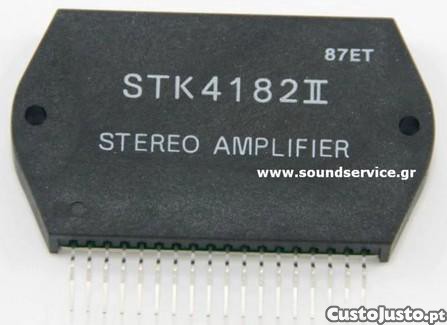 87ET
STK4182II
STEREO AMPLIFIER
www.soundservice.gr
CustoJusto.pt